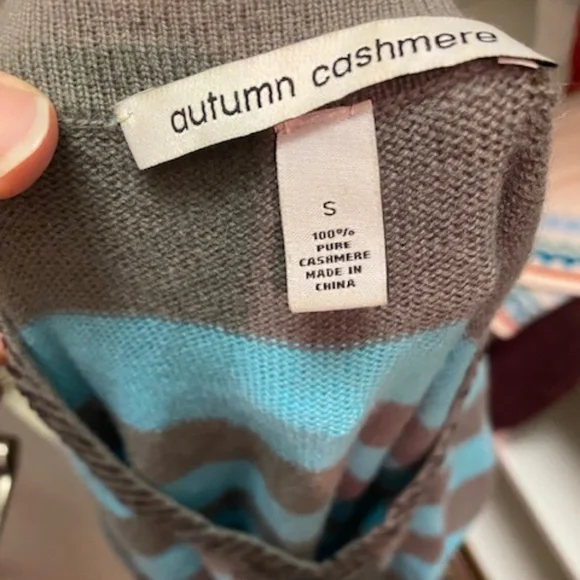 autumn cashmere
S
100%
PURE
CASHMERE
MADE IN
CHINA